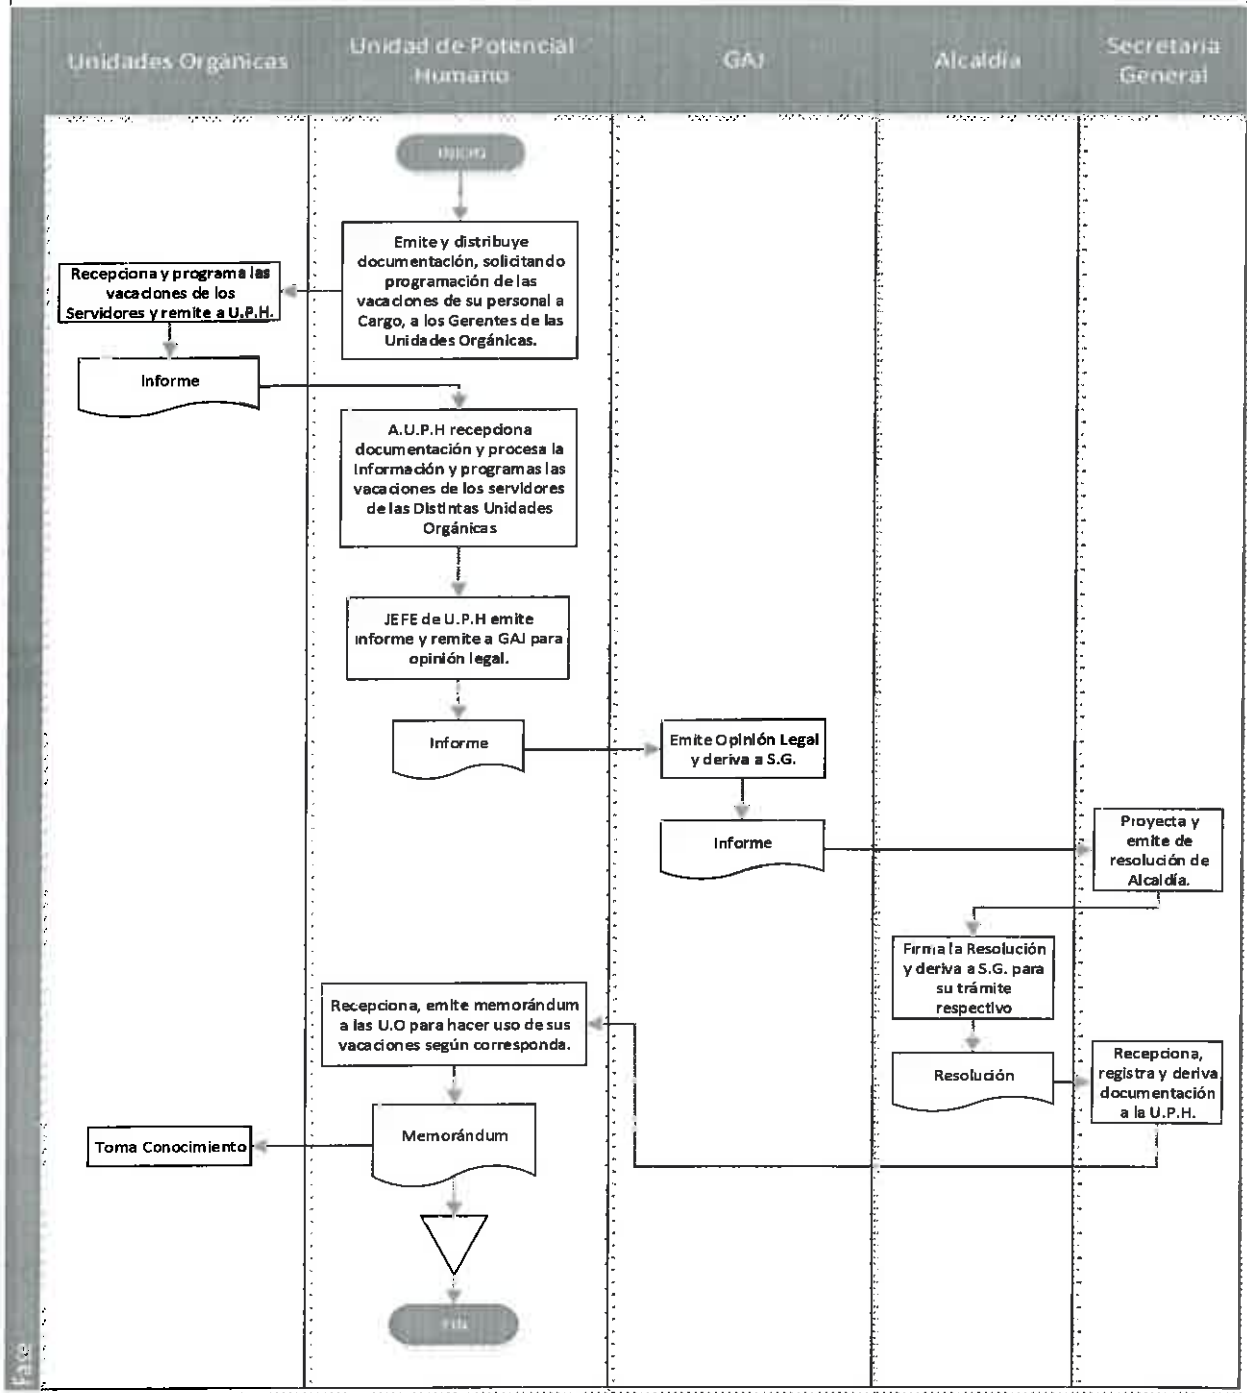 Unidades Orgánicas
Unidad de Potencial
Humano
GAJ
Alcaldía
Secretaria
General
INICIO
Emite y distribuye
documentación, solicitando
programación de las
vacaciones de su personal a
Cargo, a los Gerentes de las
Unidades Orgánicas.
Recepciona y programa las
vacaciones de los
Servidores y remite a U.P.H.
Informe
A.U.P.H recepciona
documentación y procesa la
Información y programas las
vacaciones de los servidores
de las Distintas Unidades
Orgánicas
JEFE de U.P.H emite
informe y remite a GAJ para
opinión legal.
Informe
Emite Opinión Legal
y deriva a S.G.
Informe
Proyecta y
emite de
resolución de
Alcaldía.
Firma la Resolución
y deriva a S.G. para
su trámite
respectivo
Resolución
Recepciona,
registra y deriva
documentación
a la U.P.H.
Recepciona, emite memorándum
a las U.O para hacer uso de sus
vacaciones según corresponda.
Memorándum
Toma Conocimiento
FIN
Fase